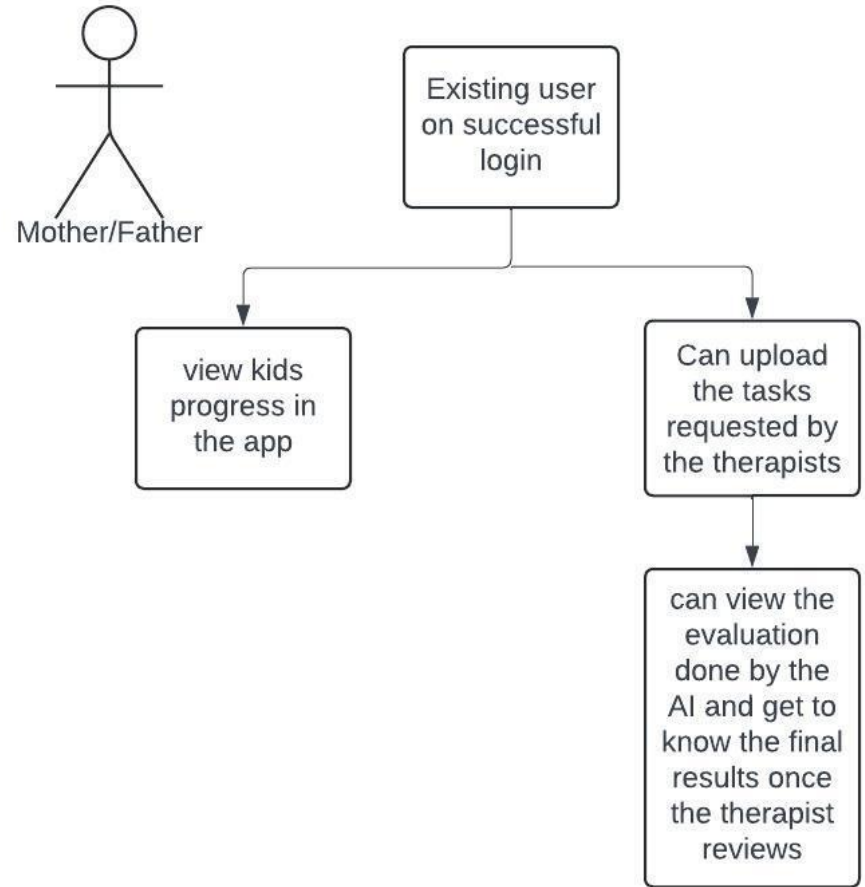 Existing user
on successful
login
Mother/Father
view kids
progress in
the app
Can upload
the tasks
requested by
the therapists
can view the
evaluation
done by the
AI and get to
know the final
results once
the therapist
reviews